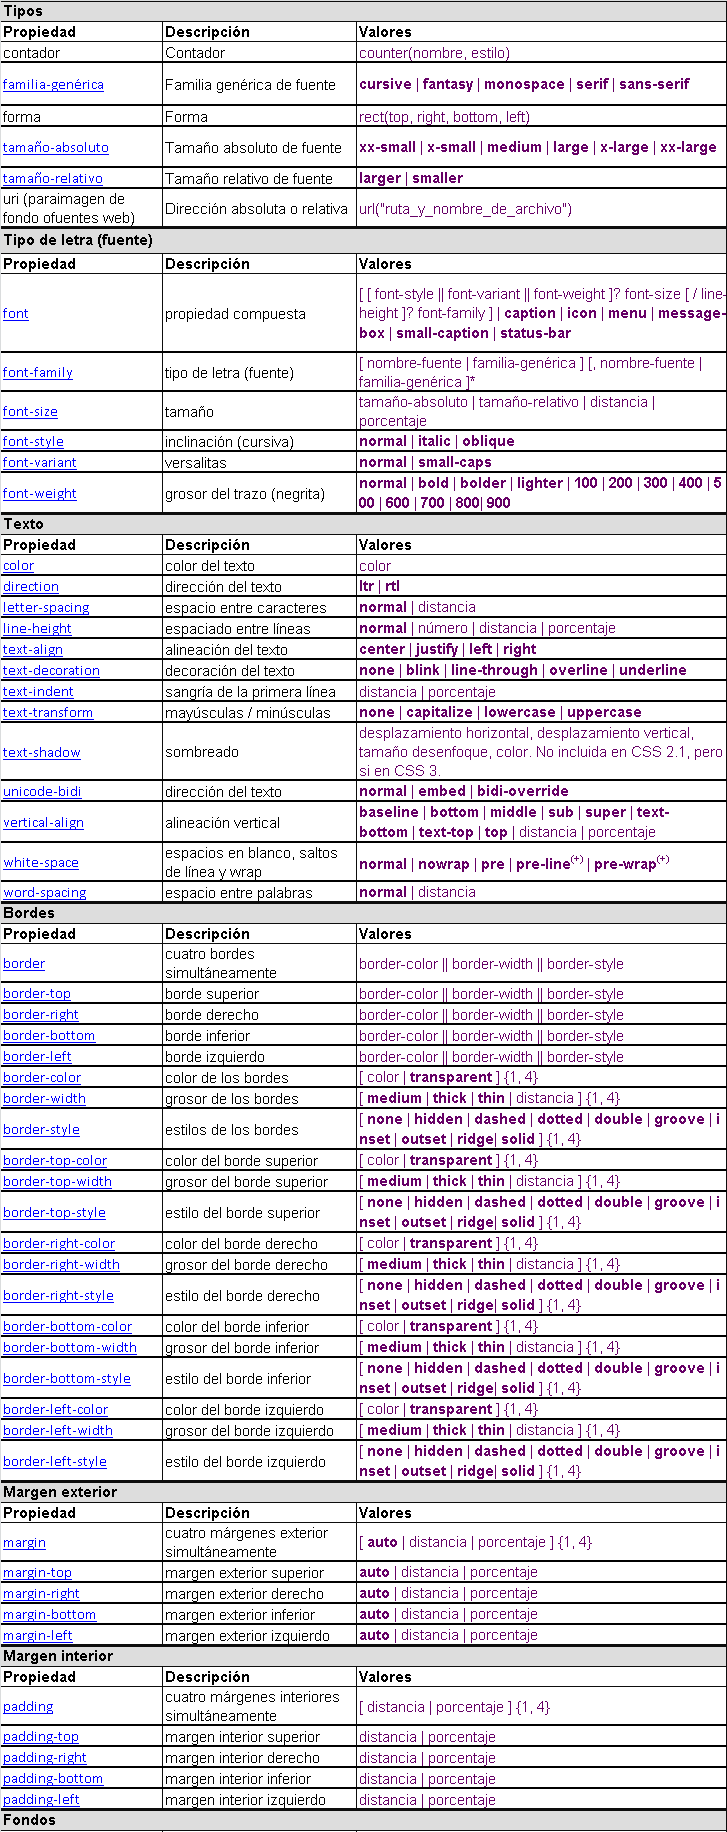 Tipos
Propiedad Descripción Valores
contador Contador counter(nombre, estilo)
familia-genérica Familia genérica de fuente cursive | fantasy | monospace | serif | sans-serif
forma Forma rect(top, right, bottom, left)
tamaño-absoluto Tamaño absoluto de fuente xx-small | x-small | medium | large | x-large | xx-large
tamaño-relativo Tamaño relativo de fuente larger | smaller
uri (paraimagen de
fondo ofuentes web) Dirección absoluta o relativa url("ruta_y_nombre_de_archivo")
Tipo de letra (fuente)
Propiedad Descripción Valores
font propiedad compuesta [ [ font-style || font-variant || font-weight ]? font-size [ / line-
height ]? font-family ] | caption | icon | menu | message-
box | small-caption | status-bar
font-family tipo de letra (fuente) [ nombre-fuente | familia-genérica ] [, nombre-fuente |
familia-genérica ]*
font-size tamaño tamaño-absoluto | tamaño-relativo | distancia |
porcentaje
font-style inclinación (cursiva) normal | italic | oblique
font-variant versalitas normal | small-caps
font-weight grosor del trazo (negrita) normal | bold | bolder | lighter | 100 | 200 | 300 | 400 | 5
00 | 600 | 700 | 800| 900
Texto
Propiedad Descripción Valores
color color del texto color
direction dirección del texto ltr | rtl
letter-spacing espacio entre caracteres normal | distancia
line-height espaciado entre líneas normal | número | distancia | porcentaje
text-align alineación del texto center | justify | left | right
text-decoration decoración del texto none | blink | line-through | overline | underline
text-indent sangría de la primera línea distancia | porcentaje
text-transform mayúsculas / minúsculas none | capitalize | lowercase | uppercase
text-shadow sombreado desplazamiento horizontal, desplazamiento vertical,
tamaño desenfoque, color. No incluida en CSS 2.1, pero
si en CSS 3.
unicode-bidi dirección del texto normal | embed | bidi-override
vertical-align alineación vertical baseline | bottom | middle | sub | super | text-
bottom | text-top | top | distancia | porcentaje
white-space espacios en blanco, saltos
de línea y wrap normal | nowrap | pre | pre-line(+) | pre-wrap(+)
word-spacing espacio entre palabras normal | distancia
Bordes
Propiedad Descripción Valores
border cuatro bordes
simultáneamente border-color || border-width || border-style
border-top borde superior border-color || border-width || border-style
border-right borde derecho border-color || border-width || border-style
border-bottom borde inferior border-color || border-width || border-style
border-left borde izquierdo border-color || border-width || border-style
border-color color de los bordes [ color | transparent ] {1, 4}
border-width grosor de los bordes [ medium | thick | thin | distancia ] {1, 4}
border-style estilos de los bordes [ none | hidden | dashed | dotted | double | groove | i
nset | outset | ridge| solid ] {1, 4}
border-top-color color del borde superior [ color | transparent ] {1, 4}
border-top-width grosor del borde superior [ medium | thick | thin | distancia ] {1, 4}
border-top-style estilo del borde superior [ none | hidden | dashed | dotted | double | groove | i
nset | outset | ridge| solid ] {1, 4}
border-right-color color del borde derecho [ color | transparent ] {1, 4}
border-right-width grosor del borde derecho [ medium | thick | thin | distancia ] {1, 4}
border-right-style estilo del borde derecho [ none | hidden | dashed | dotted | double | groove | i
nset | outset | ridge| solid ] {1, 4}
border-bottom-color color del borde inferior [ color | transparent ] {1, 4}
border-bottom-width grosor del borde inferior [ medium | thick | thin | distancia ] {1, 4}
border-bottom-style estilo del borde inferior [ none | hidden | dashed | dotted | double | groove | i
nset | outset | ridge| solid ] {1, 4}
border-left-color color del borde izquierdo [ color | transparent ] {1, 4}
border-left-width grosor del borde izquierdo [ medium | thick | thin | distancia ] {1, 4}
border-left-style estilo del borde izquierdo [ none | hidden | dashed | dotted | double | groove | i
nset | outset | ridge| solid ] {1, 4}
Margen exterior
Propiedad Descripción Valores
margin cuatro márgenes exterior
simultáneamente [ auto | distancia | porcentaje ] {1, 4}
margin-top margen exterior superior auto | distancia | porcentaje
margin-right margen exterior derecho auto | distancia | porcentaje
margin-bottom margen exterior inferior auto | distancia | porcentaje
margin-left margen exterior izquierdo auto | distancia | porcentaje
Margen interior
Propiedad Descripción Valores
padding cuatro márgenes interiores
simultáneamente [ distancia | porcentaje ] {1, 4}
padding-top margen interior superior distancia | porcentaje
padding-right margen interior derecho distancia | porcentaje
padding-bottom margen interior inferior distancia | porcentaje
padding-left margen interior izquierdo distancia | porcentaje
Fondos